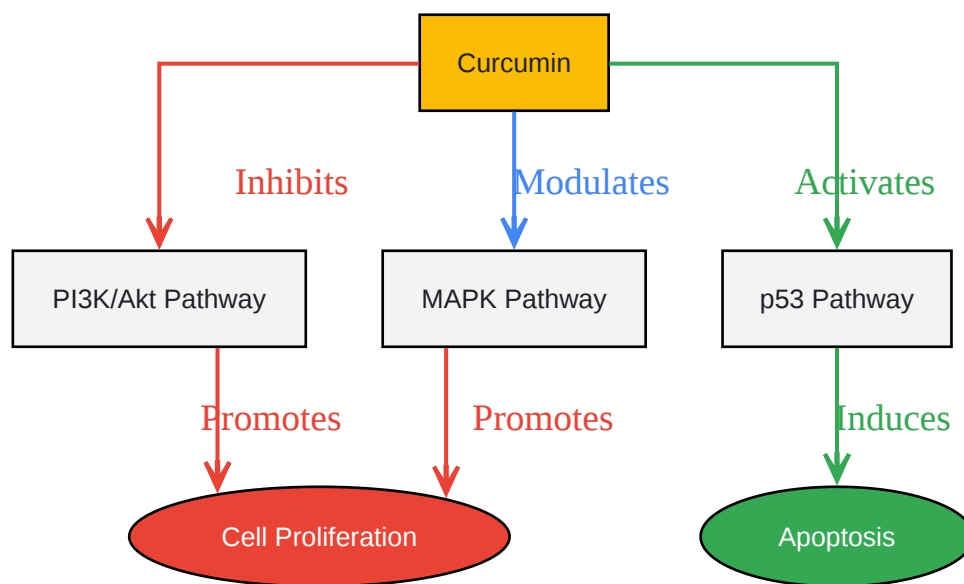 Curcumin
Inhibits
Modulates
Activates
PI3K/Akt Pathway
MAPK Pathway
p53 Pathway
Promotes
Promotes
Induces
Cell Proliferation
Apoptosis